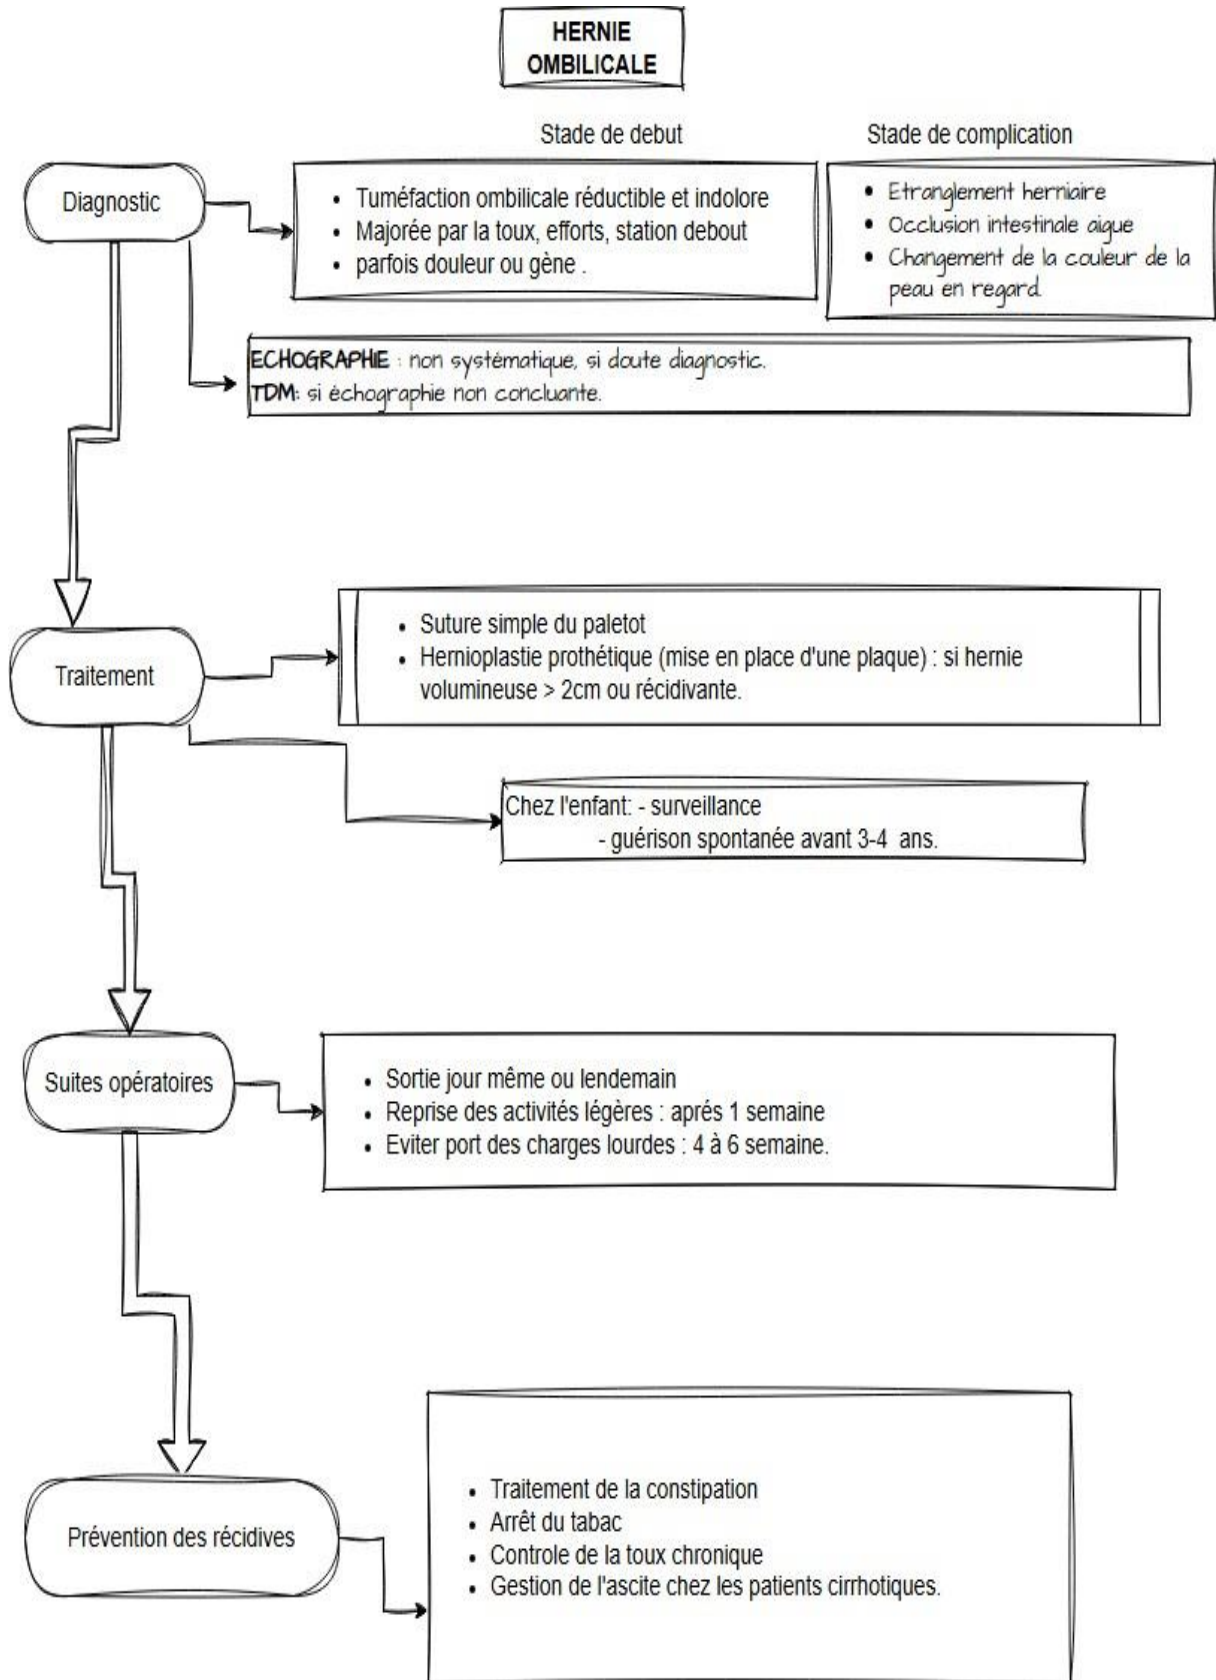 HERNIE
OMBILICALE
Stade de debut
Stade de complication
Diagnostic
• Tuméfaction ombilicale réductible et indolore
• Majorée par la toux, efforts, station debout
• parfois douleur ou gène .
• Etranglement herniaire
• Occlusion intestinale aigue
• Changement de la couleur de la
peau en regard.
ECHOGRAPHIE : non systématique, si doute diagnostic.
TDM: si échographie non concluante.
Traitement
• Suture simple du paletot
• Hernioplastie prothétique (mise en place d'une plaque) : si hernie
volumineuse > 2cm ou récidivante.
Chez l'enfant: - surveillance
- guérison spontanée avant 3-4 ans.
Suites opératoires
• Sortie jour même ou lendemain
• Reprise des activités légères : aprés 1 semaine
• Eviter port des charges lourdes : 4 à 6 semaine.
Prévention des récidives
• Traitement de la constipation
• Arrêt du tabac
• Controle de la toux chronique
• Gestion de l'ascite chez les patients cirrhotiques.